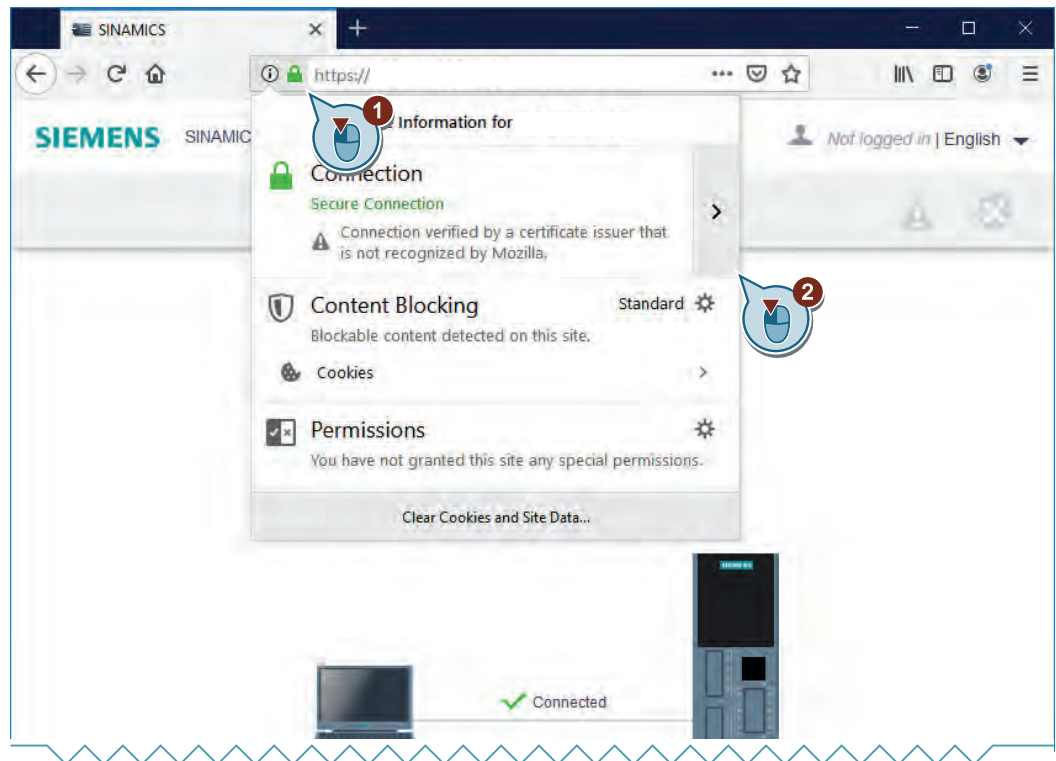 SINAMICS
https://
1
Information for
SIEMENS SINAMIC
Not logged in | English
Connection
Secure Connection
Connection verified by a certificate issuer that
is not recognized by Mozilla.
2
Content Blocking Standard
Blockable content detected on this site.
Cookies
Permissions
You have not granted this site any special permissions.
Clear Cookies and Site Data...
SIEMENS
Connected